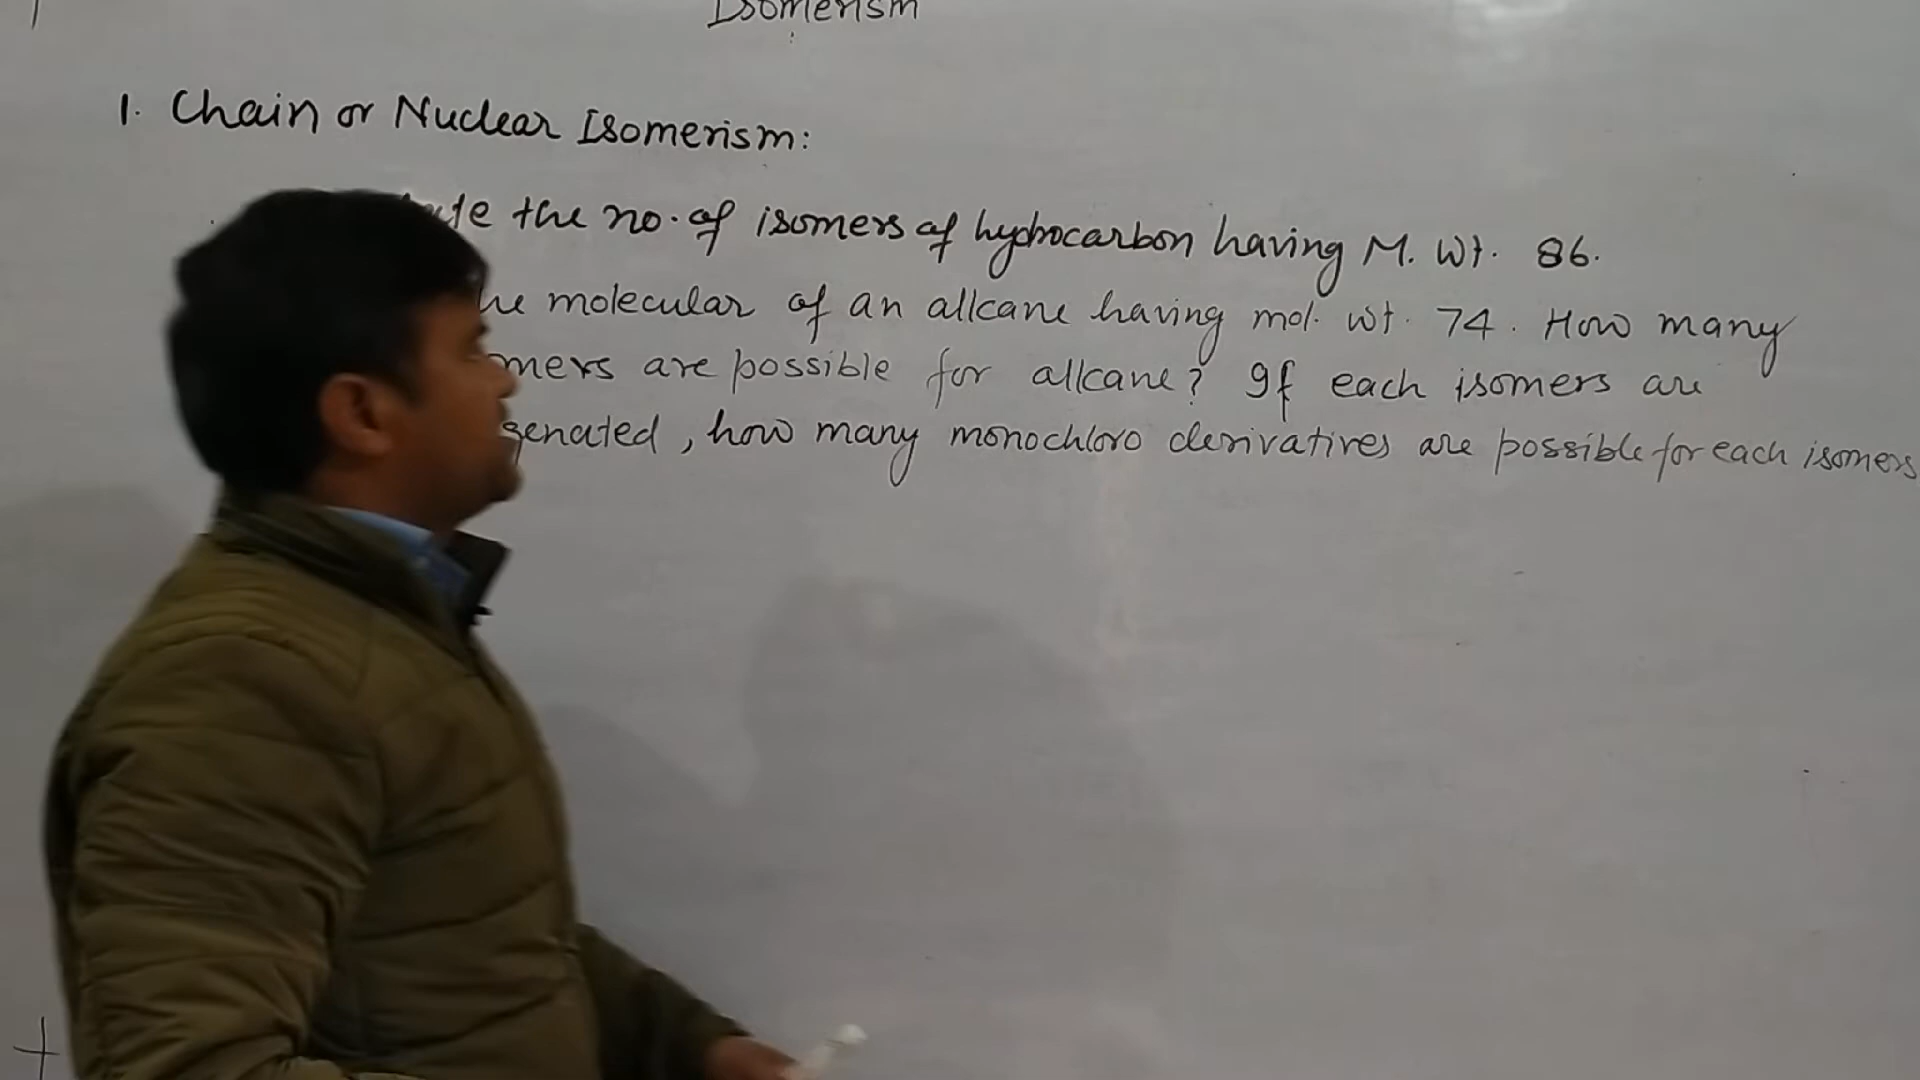 Isomerism
1. Chain or Nuclear Isomerism:
the no. of isomers of hydrocarbon having M. Wt. 86.
molecular of an alkane having mol. wt. 74. How many
are possible for alkane? If each isomers are
, how many monochloro derivatives are possible for each isomers